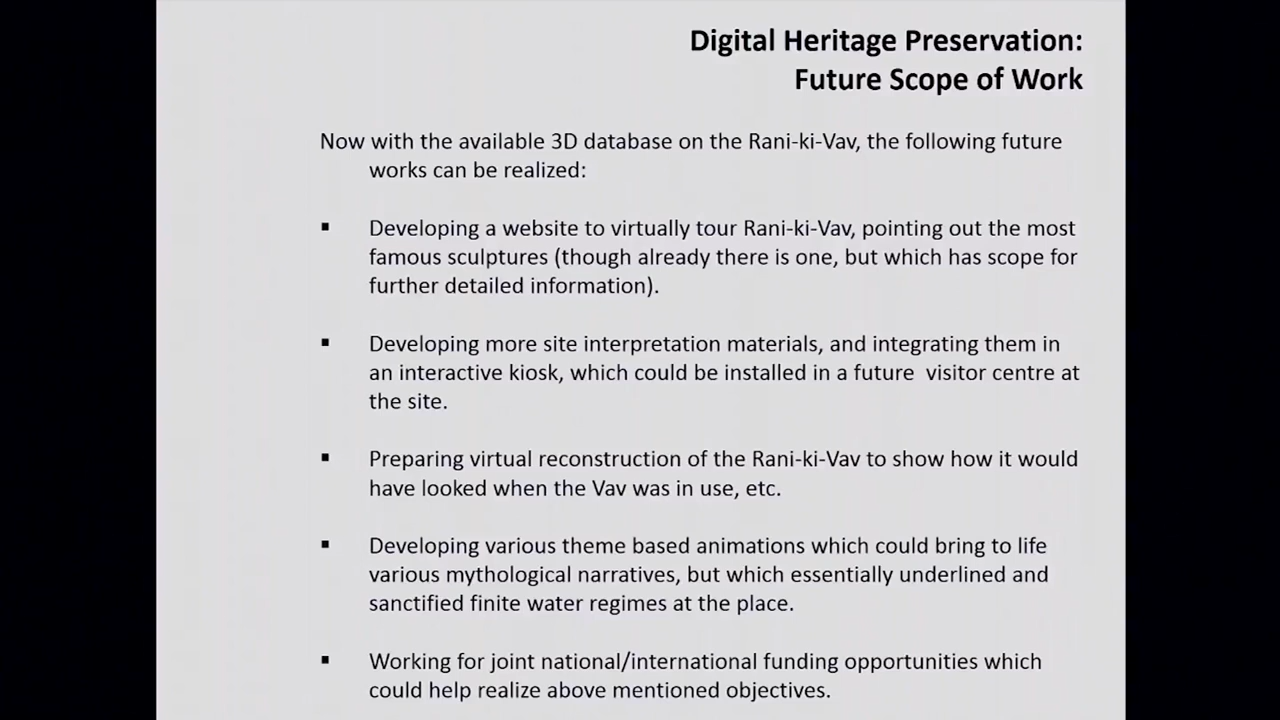 Digital Heritage Preservation:
Future Scope of Work
Now with the available 3D database on the Rani-ki-Vav, the following future
works can be realized:
▪ Developing a website to virtually tour Rani-ki-Vav, pointing out the most
famous sculptures (though already there is one, but which has scope for
further detailed information).
▪ Developing more site interpretation materials, and integrating them in
an interactive kiosk, which could be installed in a future visitor centre at
the site.
▪ Preparing virtual reconstruction of the Rani-ki-Vav to show how it would
have looked when the Vav was in use, etc.
▪ Developing various theme based animations which could bring to life
various mythological narratives, but which essentially underlined and
sanctified finite water regimes at the place.
▪ Working for joint national/international funding opportunities which
could help realize above mentioned objectives.